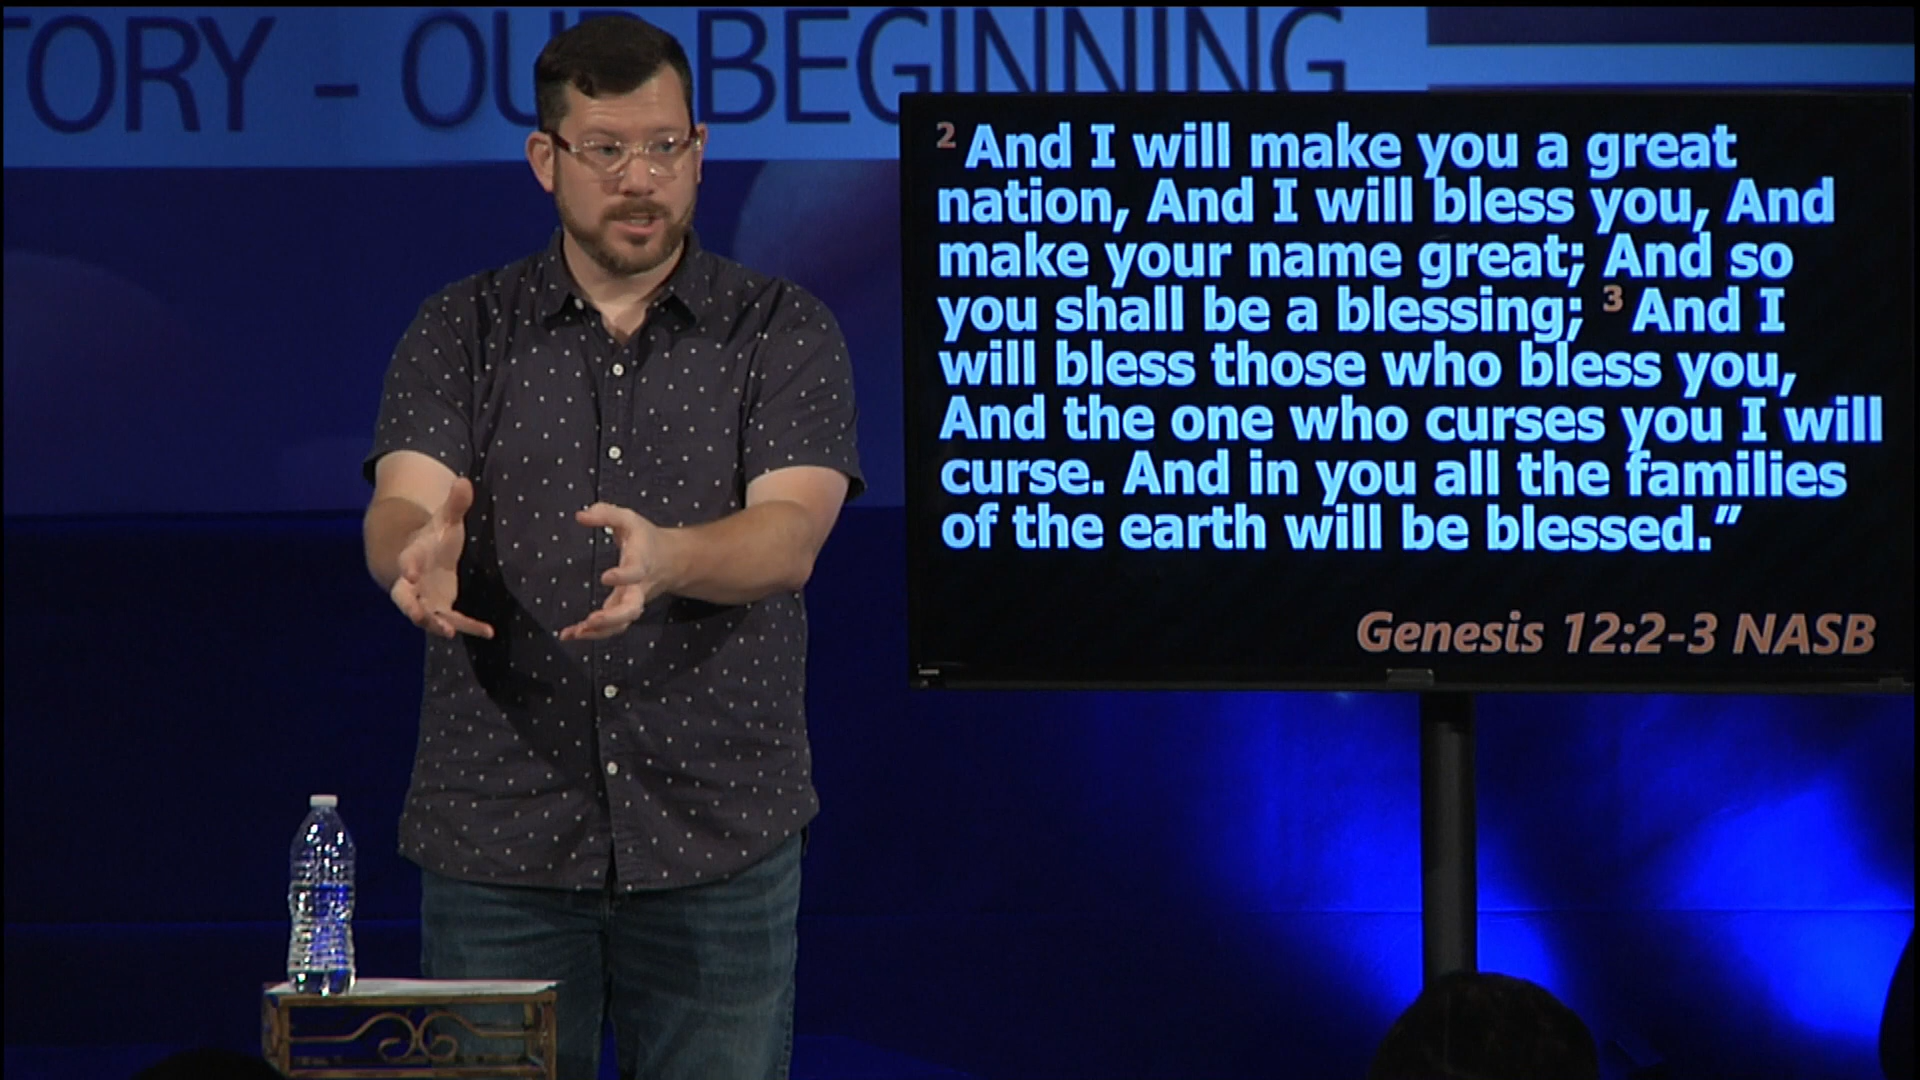 TORY - OUR BEGINNING
2 And I will make you a great
nation, And I will bless you, And
make your name great; And so
you shall be a blessing; 3 And I
will bless those who bless you,
And the one who curses you I will
curse. And in you all the families
of the earth will be blessed.”
Genesis 12:2-3 NASB